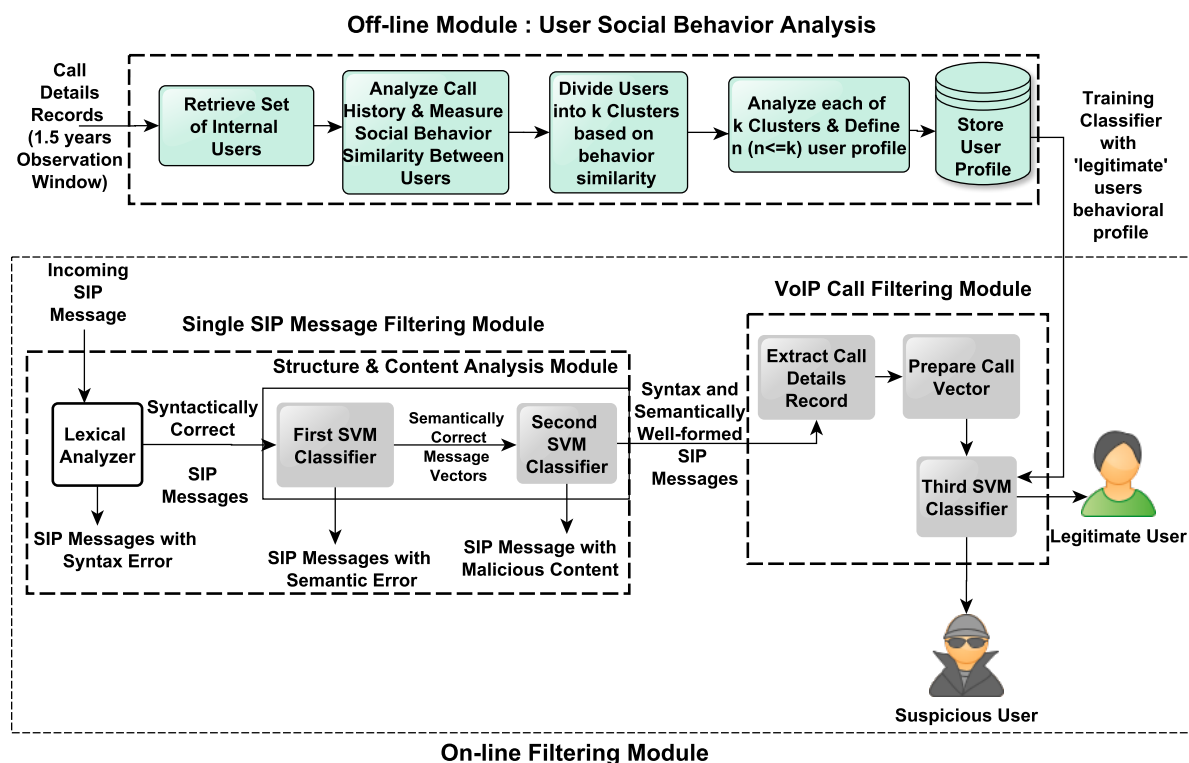 Off-line Module : User Social Behavior Analysis
Call
Details
Records
(1.5 years
Observation
Window)
Retrieve Set
of Internal
Users
Analyze Call
History & Measure
Social Behavior
Similarity Between
Users
Divide Users
into k Clusters
based on
behavior
similarity
Analyze each of
k Clusters & Define
n (n<=k) user profile
Store
User
Profile
Training
Classifier
with
'legitimate'
users
behavioral
profile
Incoming
SIP
Message
Single SIP Message Filtering Module
Structure & Content Analysis Module
Lexical
Analyzer
Syntactically
Correct
SIP
Messages
First SVM
Classifier
Semantically
Correct
Message
Vectors
Second
SVM
Classifier
SIP Messages with
Syntax Error
SIP Messages with
Semantic Error
SIP Message with
Malicious Content
Syntax and
Semantically
Well-formed
SIP
Messages
VoIP Call Filtering Module
Extract Call
Details
Record
Prepare Call
Vector
Third SVM
Classifier
Legitimate User
Suspicious User
On-line Filtering Module